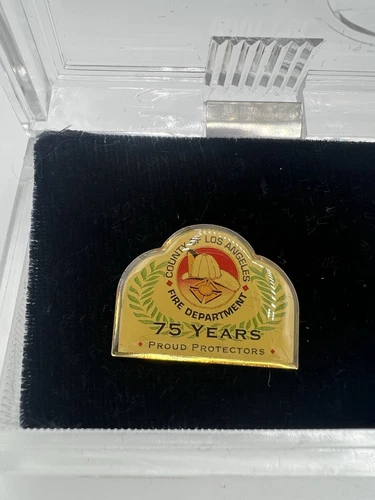 COUNTY OF LOS ANGELES
FIRE DEPARTMENT
75 YEARS
PROUD PROTECTORS